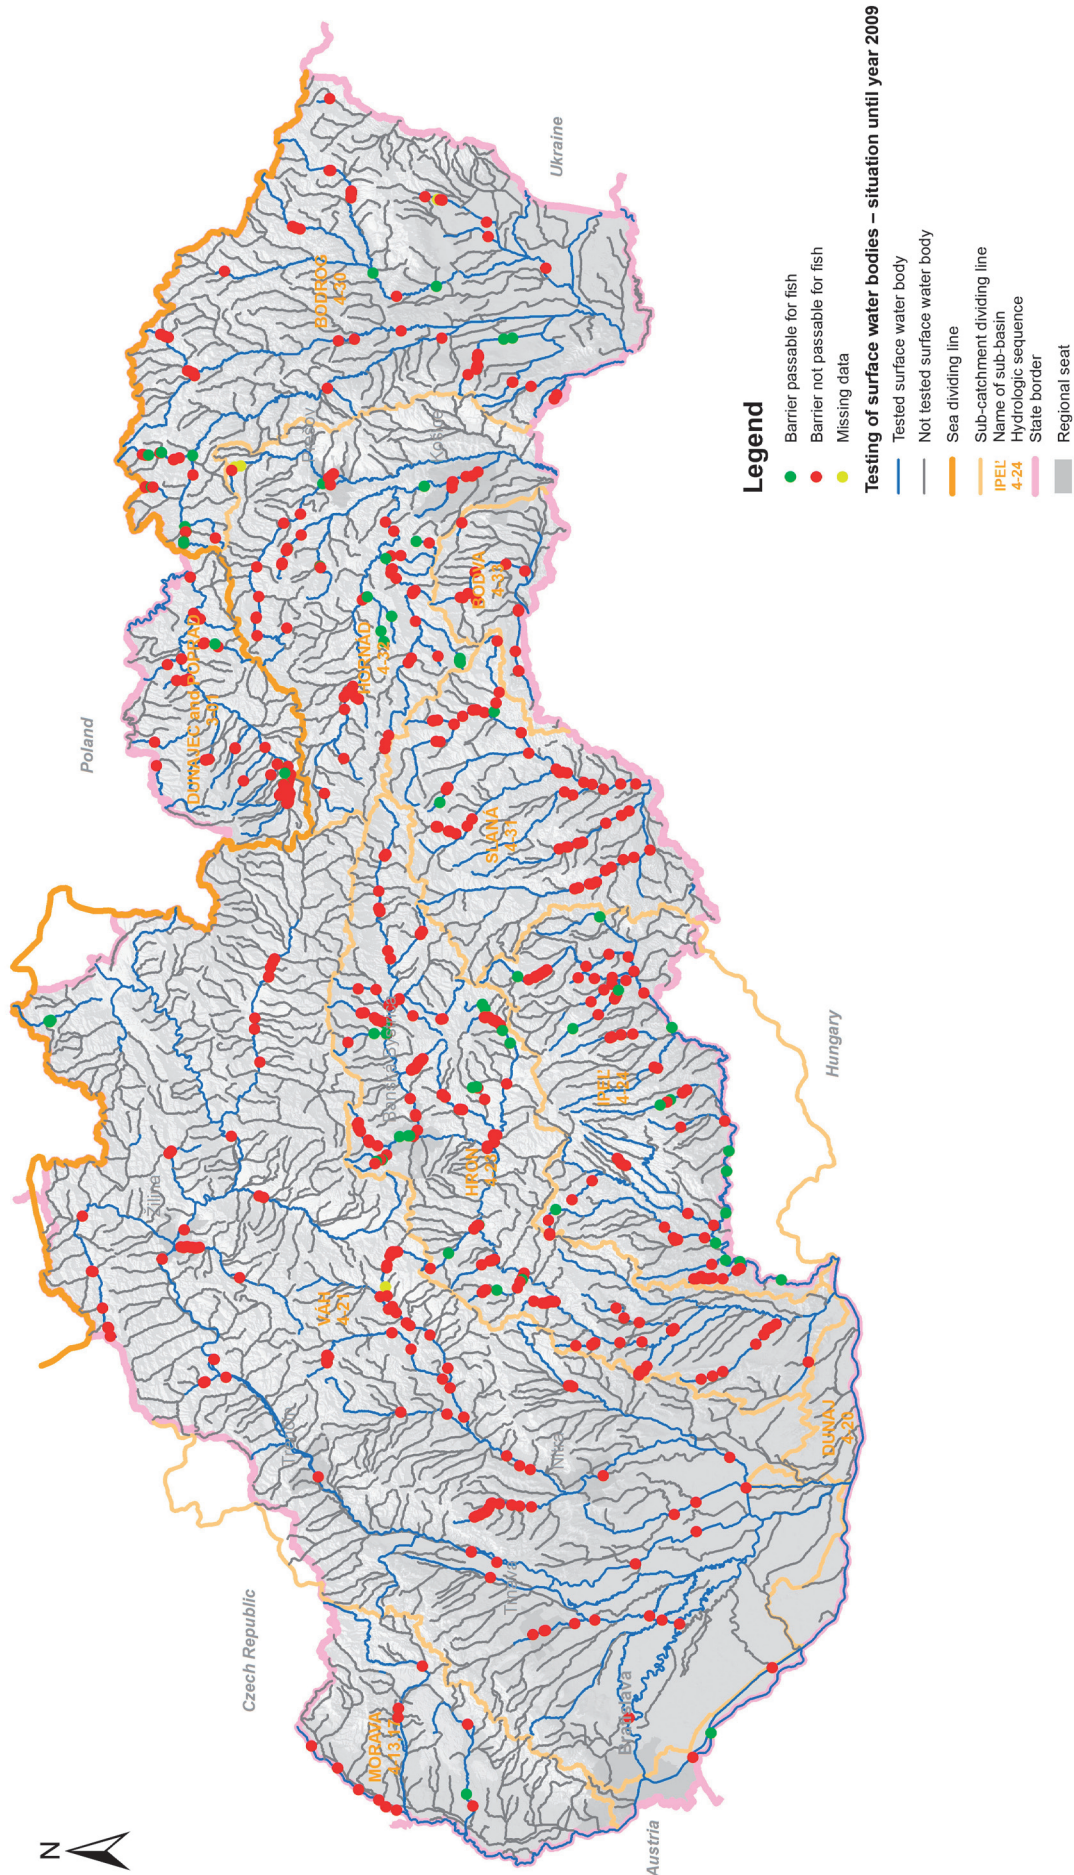 N
Poland
Czech Republic
Austria
Hungary
Ukraine
DUNAJEC and POPRAD
3-01
BODROG
4-30
HORNÁD
4-32
BODVA
4-33
SLANÁ
4-31
VÁH
4-21
HRON
4-23
IPEL'
4-24
MORAVA
4-13,17
DUNAJ
4-20
Žilina
Trenčín
Trnava
Nitra
Bratislava
Banská Bystrica
Prešov
Košice
Legend
Barrier passable for fish
Barrier not passable for fish
Missing data
Testing of surface water bodies – situation until year 2009
Tested surface water body
Not tested surface water body
Sea dividing line
Sub-catchment dividing line
IPEL' Name of sub-basin
4-24 Hydrologic sequence
State border
Regional seat